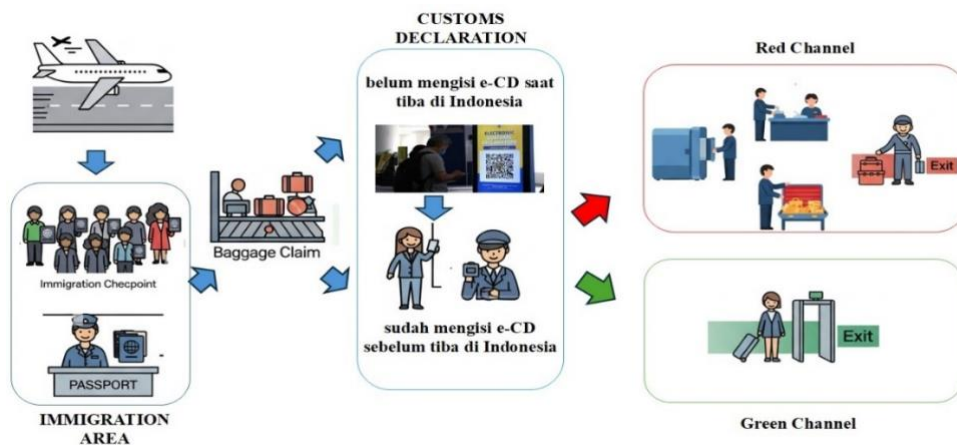 CUSTOMS
DECLARATION
belum mengisi e-CD saat
tiba di Indonesia
ELECTRONIC
sudah mengisi e-CD
sebelum tiba di Indonesia
Baggage Claim
Immigration Checpoint
PASSPORT
IMMIGRATION
AREA
Red Channel
Exit
Exit
Green Channel